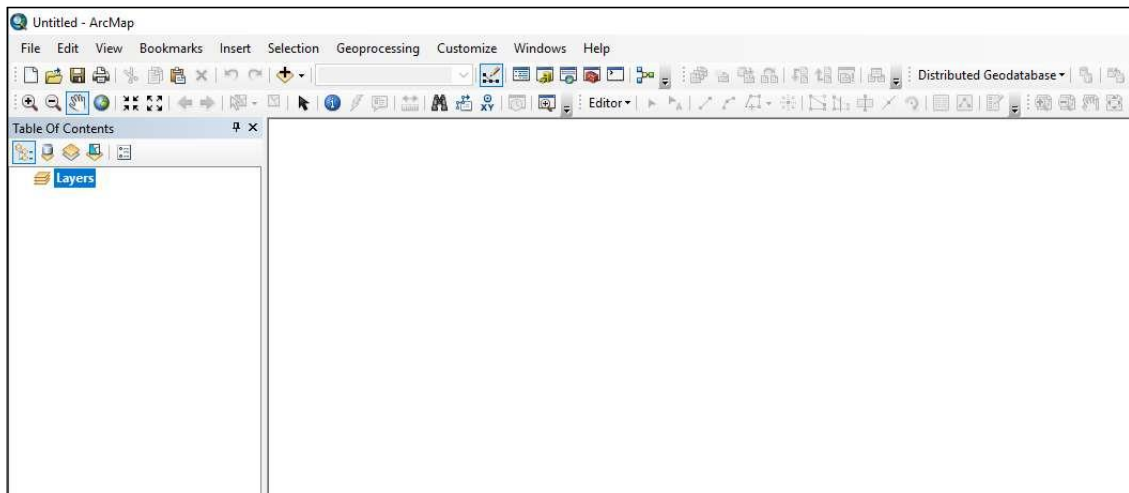 Untitled - ArcMap
File Edit View Bookmarks Insert Selection Geoprocessing Customize Windows Help
Distributed Geodatabase
Editor
Table Of Contents
Layers